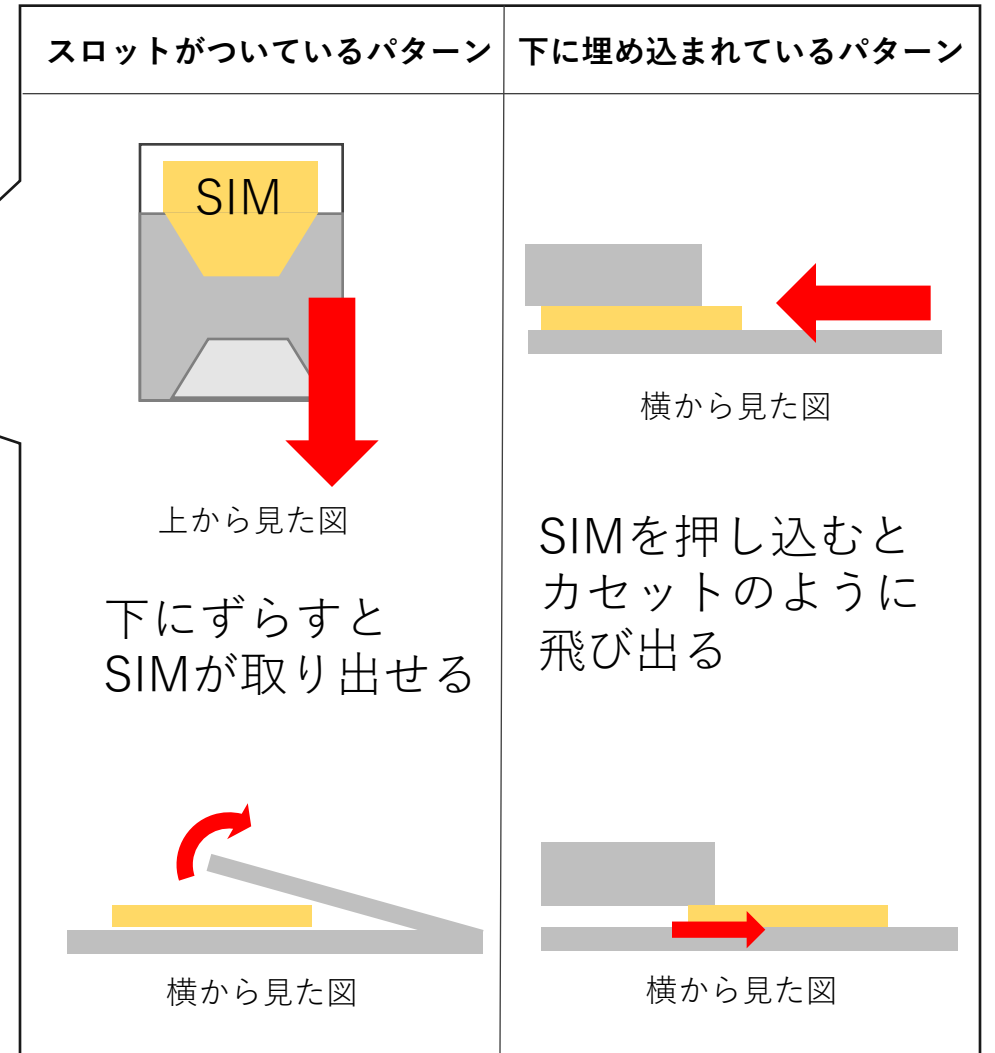 スロットがついているパターン
下に埋め込まれているパターン
SIM
上から見た図
下にずらすと
SIMが取り出せる
横から見た図
横から見た図
SIMを押し込むと
カセットのように
飛び出る
横から見た図